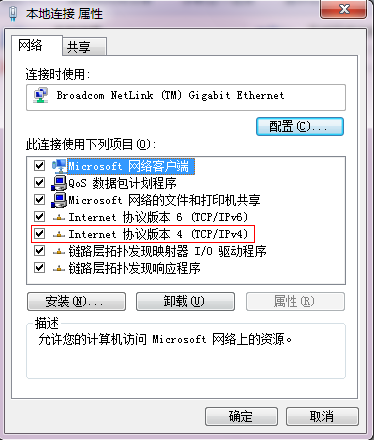 本地连接 属性
网络 共享
连接时使用:
Broadcom NetLink (TM) Gigabit Ethernet
配置(C)...
此连接使用下列项目(O):
Microsoft 网络客户端
QoS 数据包计划程序
Microsoft 网络的文件和打印机共享
Internet 协议版本 6 (TCP/IPv6)
Internet 协议版本 4 (TCP/IPv4)
链路层拓扑发现映射器 I/O 驱动程序
链路层拓扑发现响应程序
安装(N)... 卸载(U) 属性(R)
描述
允许您的计算机访问 Microsoft 网络上的资源。
确定 取消